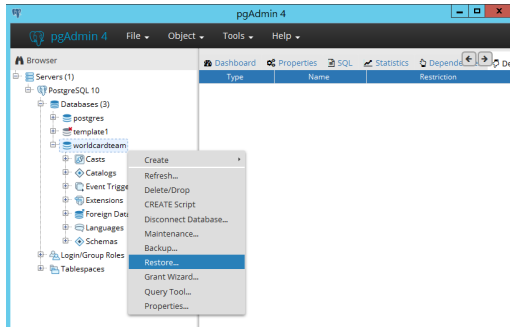 pgAdmin 4
pgAdmin 4 File Object Tools Help
Browser
Dashboard Properties SQL Statistics De
Type Name Restriction
Servers (1)
PostgreSQL 10
Databases (3)
postgres
template1
worldcardteam
Casts
Catalogs
Event Trigge
Extensions
Foreign Data
Languages
Schemas
Login/Group Roles
Tablespaces
Create
Refresh...
Delete/Drop
CREATE Script
Disconnect Database...
Maintenance...
Backup...
Restore...
Grant Wizard...
Query Tool...
Properties...